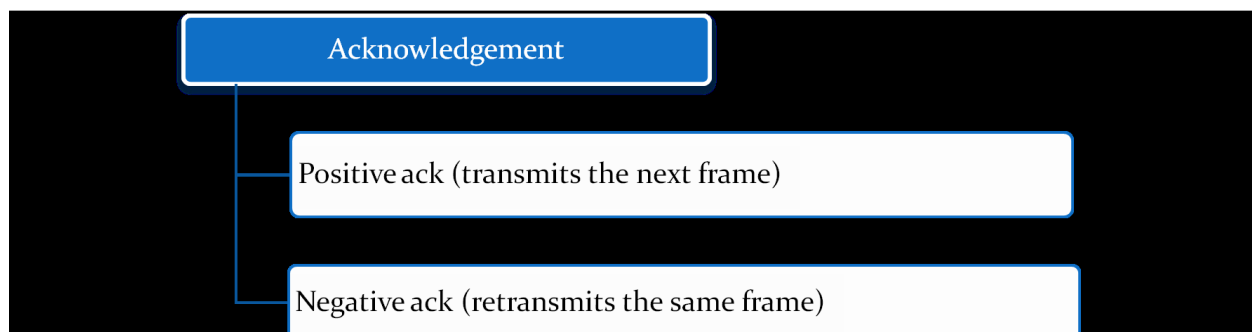 Acknowledgement
Positive ack (transmits the next frame)
Negative ack (retransmits the same frame)